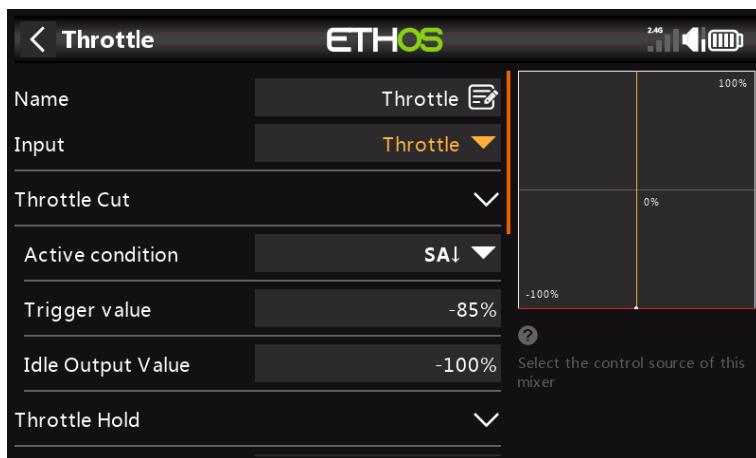 Throttle
ETHOS
2.4G
Name
Throttle
Input
Throttle
Throttle Cut
Active condition
SA↓
Trigger value
-85%
Idle Output Value
-100%
Throttle Hold
100%
0%
-100%
?
Select the control source of this
mixer